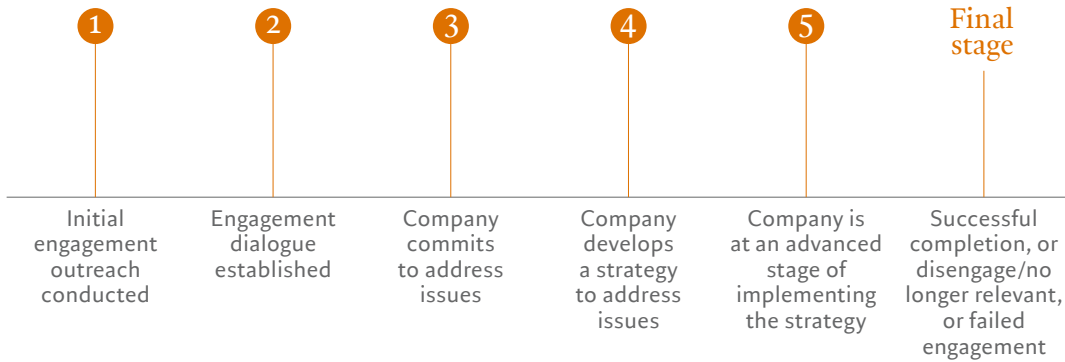 1
2
3
4
5
Final
stage
Initial
engagement
outreach
conducted
Engagement
dialogue
established
Company
commits
to address
issues
Company
develops
a strategy
to address
issues
Company is
at an advanced
stage of
implementing
the strategy
Successful
completion, or
disengage/no
longer relevant,
or failed
engagement